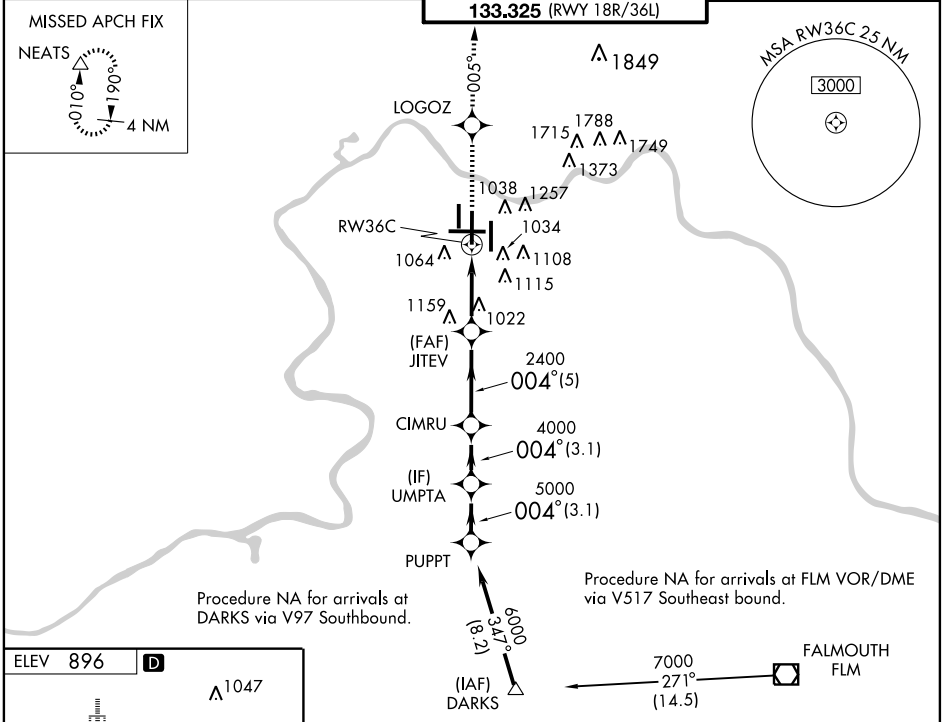 133.325 (RWY 18R/36L)
MISSED APCH FIX
NEATS
010°
190°
4 NM
005°
1849
MSA RW36C 25 NM
3000
LOGOZ
1715
1788
1749
1373
1038
1257
RW36C
1034
1064
1108
1115
1159
1022
(FAF)
JITEV
2400
004° (5)
CIMRU
4000
004° (3.1)
(IF)
UMPTA
5000
004° (3.1)
PUPPT
Procedure NA for arrivals at
DARKS via V97 Southbound.
Procedure NA for arrivals at FLM VOR/DME
via V517 Southeast bound.
6000
347°
(8.2)
ELEV 896
D
1047
(IAF)
DARKS
7000
271°
(14.5)
FALMOUTH
FLM